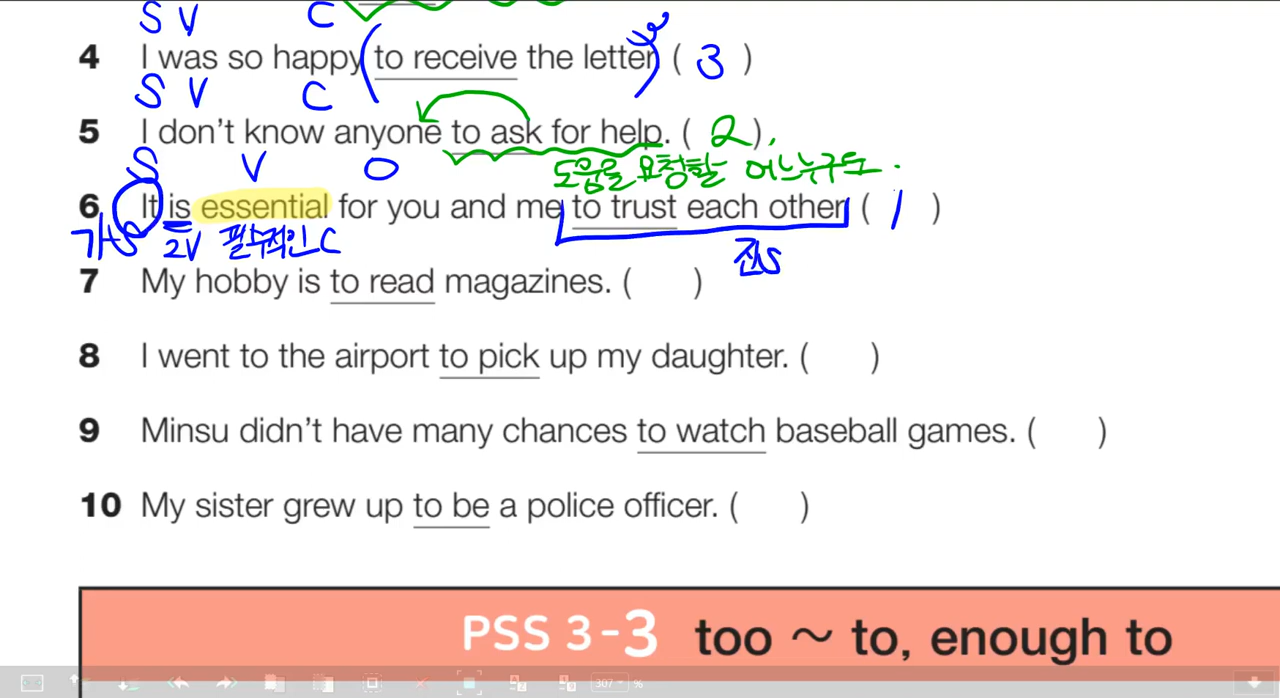 S V C
4 I was so happy (to receive the letter) ( 3 )
S V C
5 I don't know anyone to ask for help. ( 2 ).
S V O 도움을 요청할 어느누구도.
6 It is essential for you and me to trust each other ( 1 )
가S 2V 필수적인 C 진S
7 My hobby is to read magazines. ( )
8 I went to the airport to pick up my daughter. ( )
9 Minsu didn't have many chances to watch baseball games. ( )
10 My sister grew up to be a police officer. ( )
PSS 3-3 too ~ to, enough to
307 %